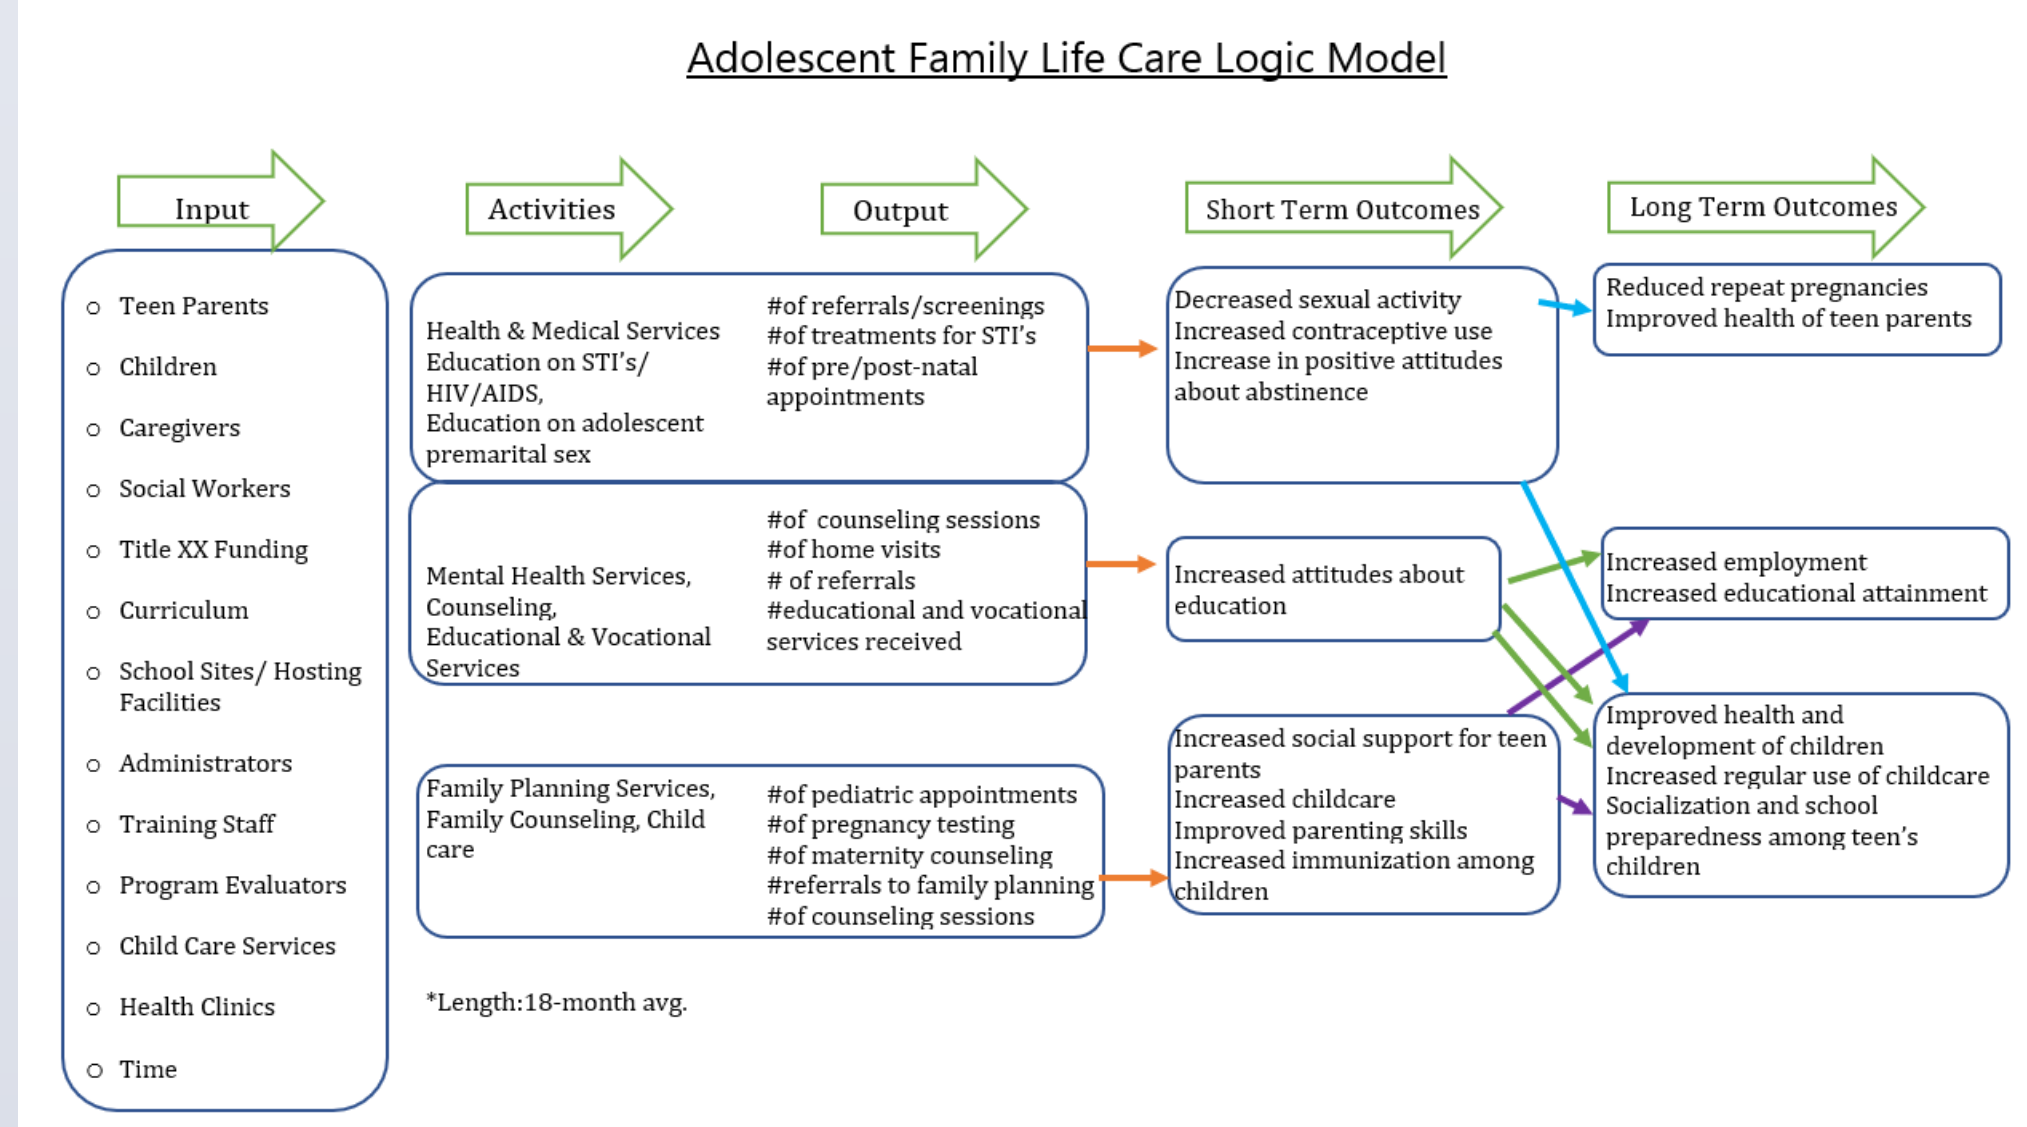 Adolescent Family Life Care Logic Model
Input
Activities
Output
Short Term Outcomes
Long Term Outcomes
o Teen Parents
o Children
o Caregivers
o Social Workers
o Title XX Funding
o Curriculum
o School Sites/ Hosting
Facilities
o Administrators
o Training Staff
o Program Evaluators
o Child Care Services
o Health Clinics
o Time
Health & Medical Services
Education on STI's/
HIV/AIDS,
Education on adolescent
premarital sex
#of referrals/screenings
#of treatments for STI's
#of pre/post-natal
appointments
Mental Health Services,
Counseling,
Educational & Vocational
Services
#of  counseling sessions
#of home visits
# of referrals
#educational and vocational
services received
Family Planning Services,
Family Counseling, Child
care
#of pediatric appointments
#of pregnancy testing
#of maternity counseling
#referrals to family planning
#of counseling sessions
*Length:18-month avg.
Decreased sexual activity
Increased contraceptive use
Increase in positive attitudes
about abstinence
Increased attitudes about
education
Increased social support for teen
parents
Increased childcare
Improved parenting skills
Increased immunization among
children
Reduced repeat pregnancies
Improved health of teen parents
Increased employment
Increased educational attainment
Improved health and
development of children
Increased regular use of childcare
Socialization and school
preparedness among teen's
children